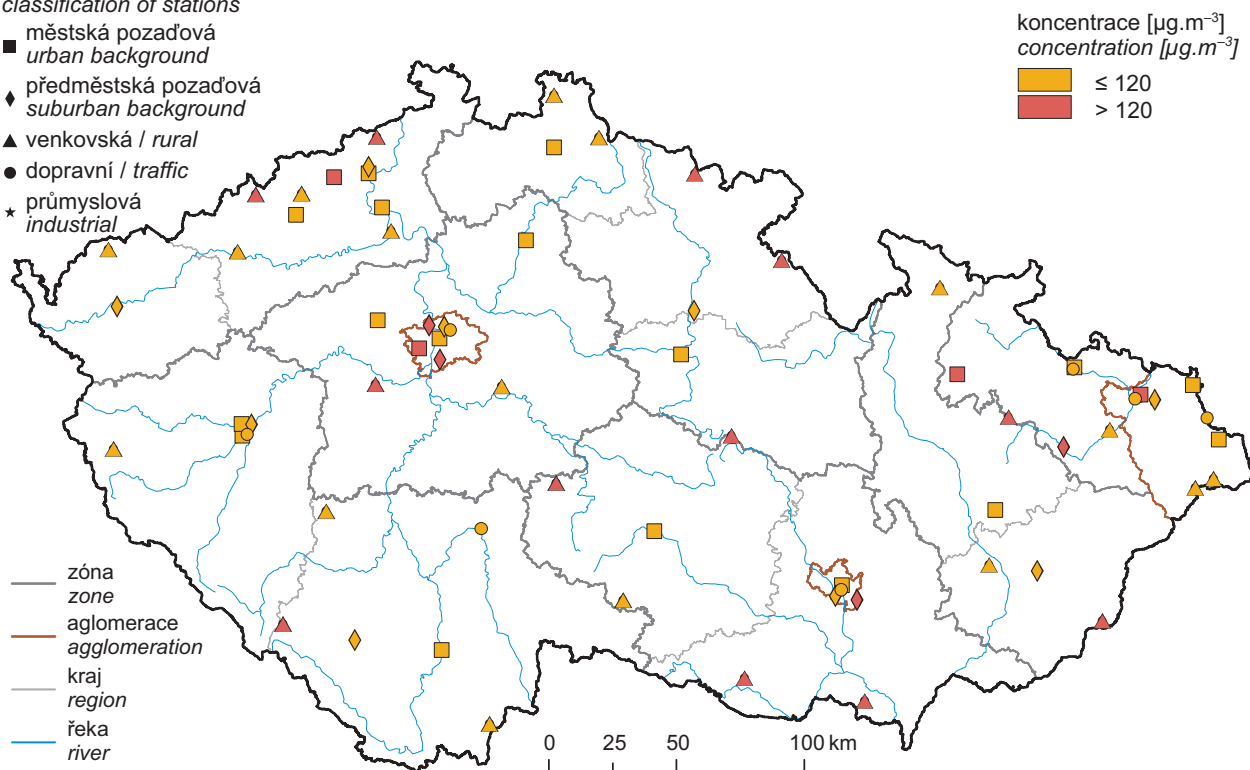 classification of stations
městská pozaďová
urban background
předměstská pozaďová
suburban background
venkovská / rural
dopravní / traffic
průmyslová
industrial
koncentrace [µg.m⁻³]
concentration [µg.m⁻³]
≤ 120
> 120
zóna
zone
aglomerace
agglomeration
kraj
region
řeka
river
0 25 50 100 km